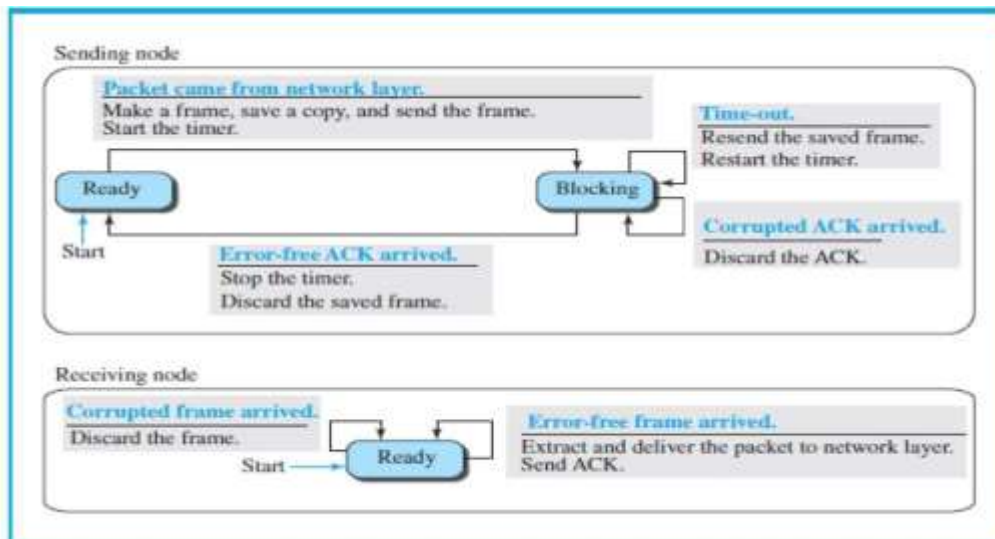 Sending node
Packet came from network layer.
Make a frame, save a copy, and send the frame.
Start the timer.
Time-out.
Resend the saved frame.
Restart the timer.
Ready
Blocking
Start
Error-free ACK arrived.
Stop the timer.
Discard the saved frame.
Corrupted ACK arrived.
Discard the ACK.
Receiving node
Corrupted frame arrived.
Discard the frame.
Start
Ready
Error-free frame arrived.
Extract and deliver the packet to network layer.
Send ACK.